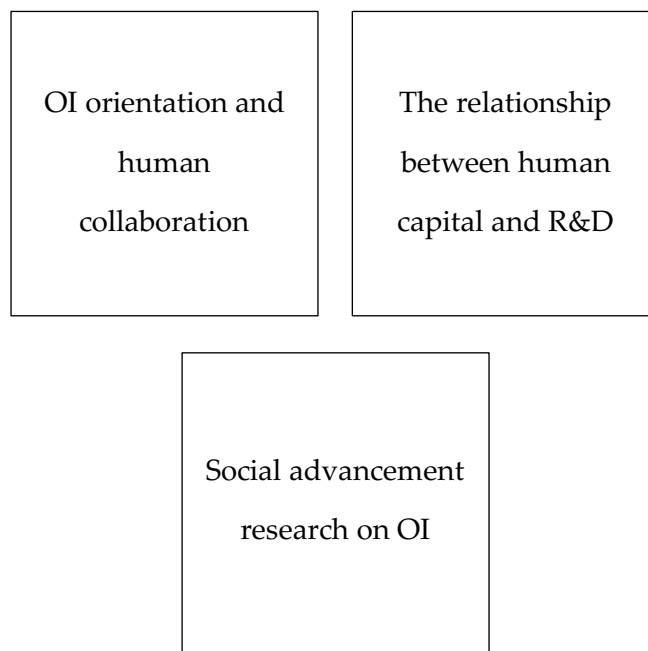 OI orientation and
human
collaboration
The relationship
between human
capital and R&D
Social advancement
research on OI